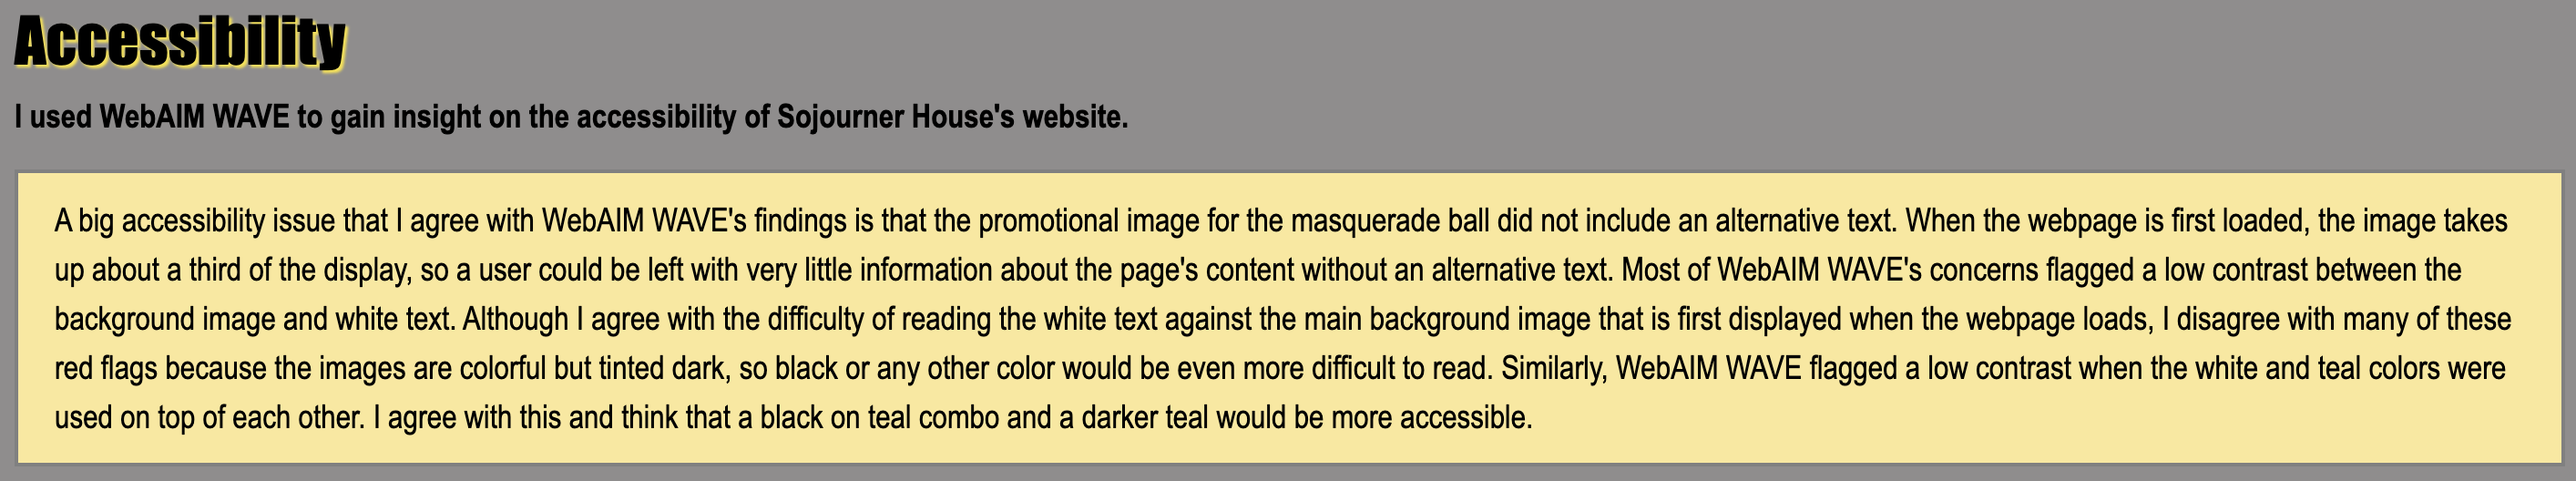 Accessibility
I used WebAIM WAVE to gain insight on the accessibility of Sojourner House's website.
A big accessibility issue that I agree with WebAIM WAVE's findings is that the promotional image for the masquerade ball did not include an alternative text. When the webpage is first loaded, the image takes
up about a third of the display, so a user could be left with very little information about the page's content without an alternative text. Most of WebAIM WAVE's concerns flagged a low contrast between the
background image and white text. Although I agree with the difficulty of reading the white text against the main background image that is first displayed when the webpage loads, I disagree with many of these
red flags because the images are colorful but tinted dark, so black or any other color would be even more difficult to read. Similarly, WebAIM WAVE flagged a low contrast when the white and teal colors were
used on top of each other. I agree with this and think that a black on teal combo and a darker teal would be more accessible.